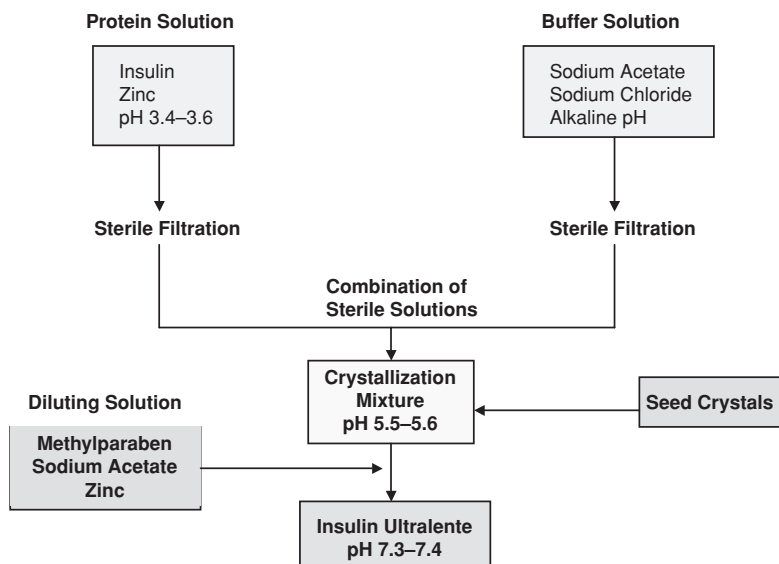 Protein Solution
Insulin
Zinc
pH 3.4–3.6
Sterile Filtration
Buffer Solution
Sodium Acetate
Sodium Chloride
Alkaline pH
Sterile Filtration
Combination of
Sterile Solutions
Crystallization
Mixture
pH 5.5–5.6
Seed Crystals
Diluting Solution
Methylparaben
Sodium Acetate
Zinc
Insulin Ultralente
pH 7.3–7.4